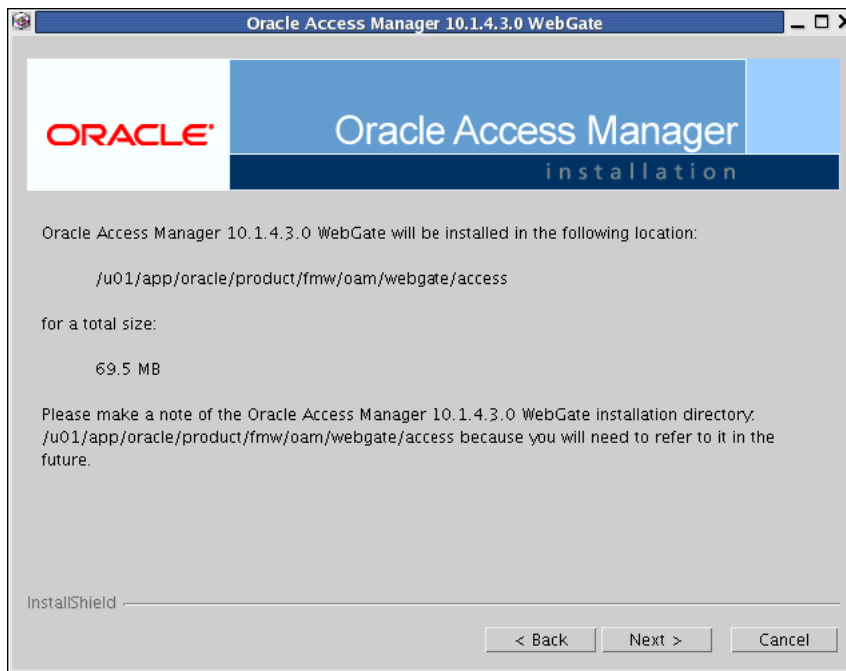 Oracle Access Manager 10.1.4.3.0 WebGate
ORACLE®
Oracle Access Manager
installation
Oracle Access Manager 10.1.4.3.0 WebGate will be installed in the following location:
/u01/app/oracle/product/fmw/oam/webgate/access
for a total size:
69.5 MB
Please make a note of the Oracle Access Manager 10.1.4.3.0 WebGate installation directory:
/u01/app/oracle/product/fmw/oam/webgate/access because you will need to refer to it in the
future.
InstallShield
< Back
Next >
Cancel